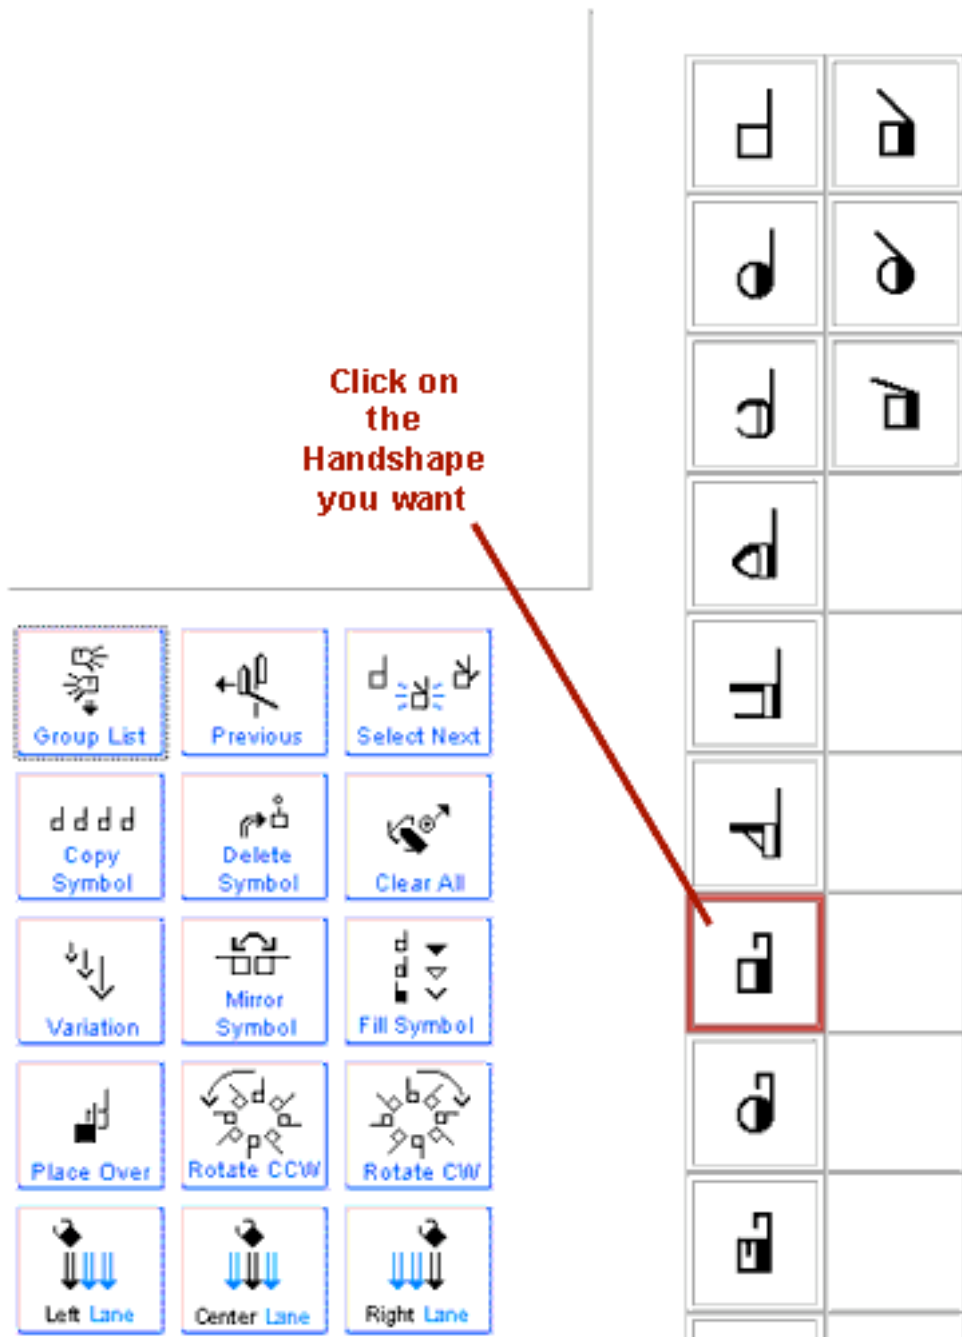 Click on
the
Handshape
you want
Group List
Previous
Select Next
Copy
Symbol
Delete
Symbol
Clear All
Variation
Mirror
Symbol
Fill Symbol
Place Over
Rotate CCW
Rotate CW
Left Lane
Center Lane
Right Lane